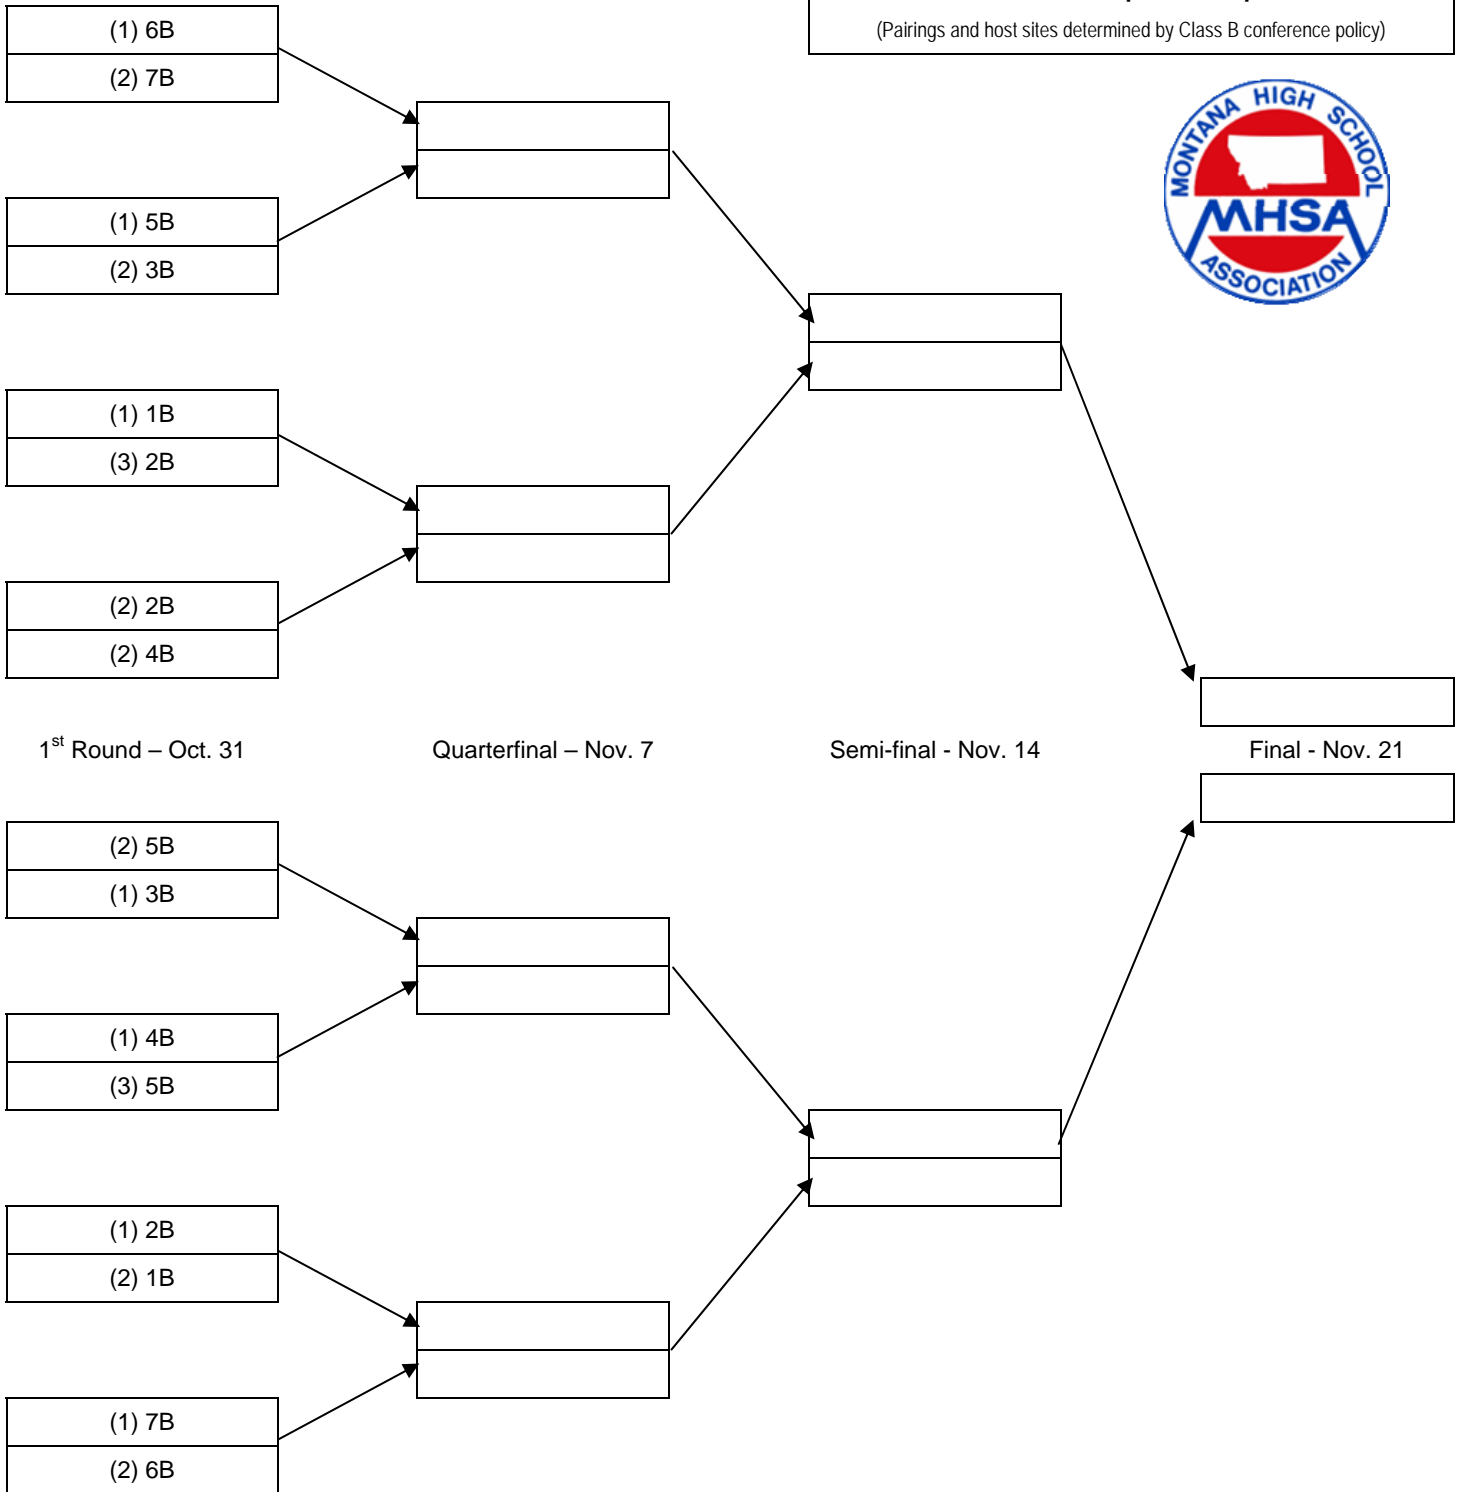 (Pairings and host sites determined by Class B conference policy)
MONTANA HIGH SCHOOL
MHSA
ASSOCIATION
(1) 6B
(2) 7B
(1) 5B
(2) 3B
(1) 1B
(3) 2B
(2) 2B
(2) 4B
1st Round – Oct. 31
Quarterfinal – Nov. 7
Semi-final - Nov. 14
Final - Nov. 21
(2) 5B
(1) 3B
(1) 4B
(3) 5B
(1) 2B
(2) 1B
(1) 7B
(2) 6B